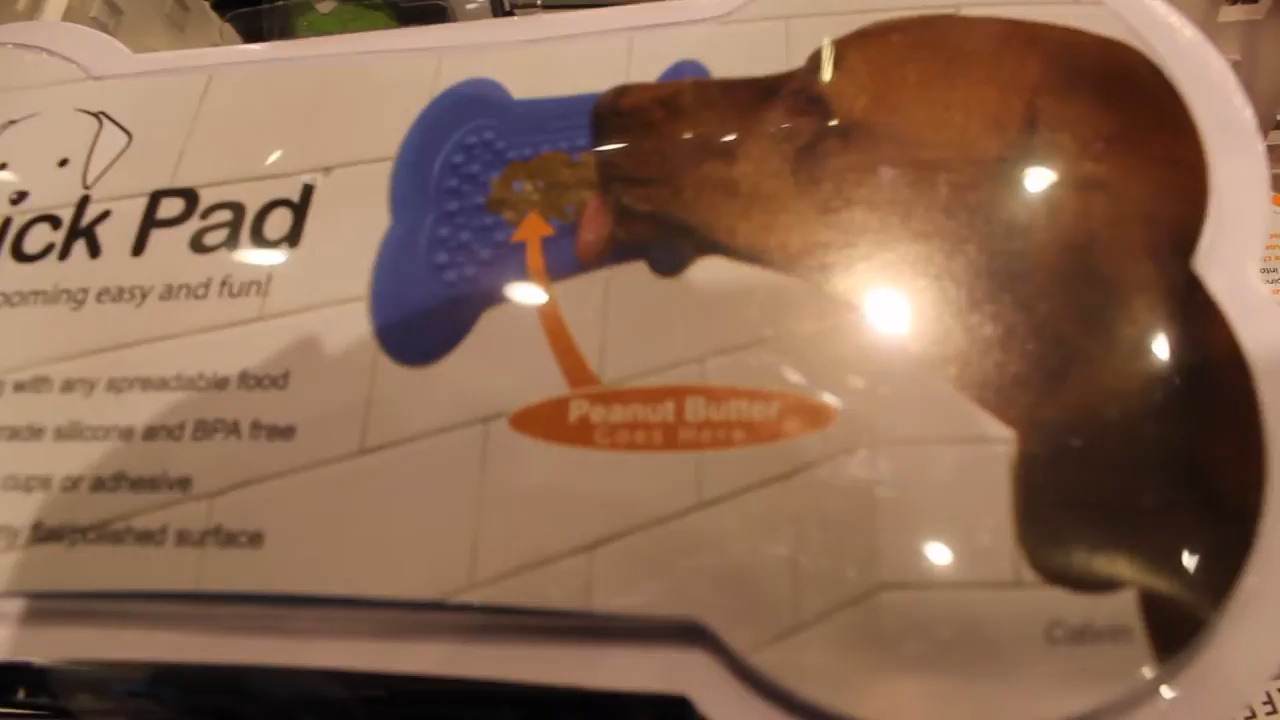 ick Pad
ooming easy and fun!
with any spreadable food
rade silicone and BPA free
cups or adhesive
polished surface
Peanut Butter
Goes Here
Calvin